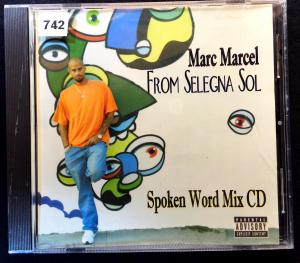 742
Marc Marcel
From Selegna Sol
Spoken Word Mix CD
PARENTAL
ADVISORY
EXPLICIT CONTENT